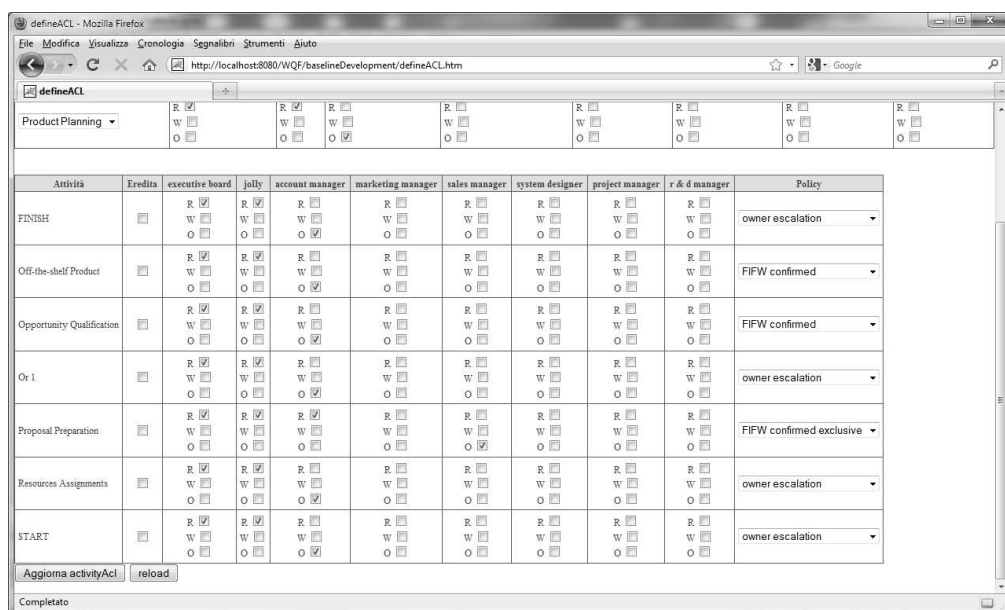 defineACL - Mozilla Firefox
File Modifica Visualizza Cronologia Segnalibri Strumenti Aiuto
http://localhost:8080/WQF/baselineDevelopment/defineACL.htm
Google
defineACL
R R R R R R R R
Product Planning W W W W W W W W
O O O O O O O O
Attività Eredita executive board jolly account manager marketing manager sales manager system designer project manager r & d manager Policy
R R R R R R R R
FINISH W W W W W W W W owner escalation
O O O O O O O O
R R R R R R R R
Off-the-shelf Product W W W W W W W W FIFW confirmed
O O O O O O O O
R R R R R R R R
Opportunity Qualification W W W W W W W W FIFW confirmed
O O O O O O O O
R R R R R R R R
Or 1 W W W W W W W W owner escalation
O O O O O O O O
R R R R R R R R
Proposal Preparation W W W W W W W W FIFW confirmed exclusive
O O O O O O O O
R R R R R R R R
Resources Assignments W W W W W W W W owner escalation
O O O O O O O O
R R R R R R R R
START W W W W W W W W owner escalation
O O O O O O O O
Aggiorna activityAcl reload
Completato